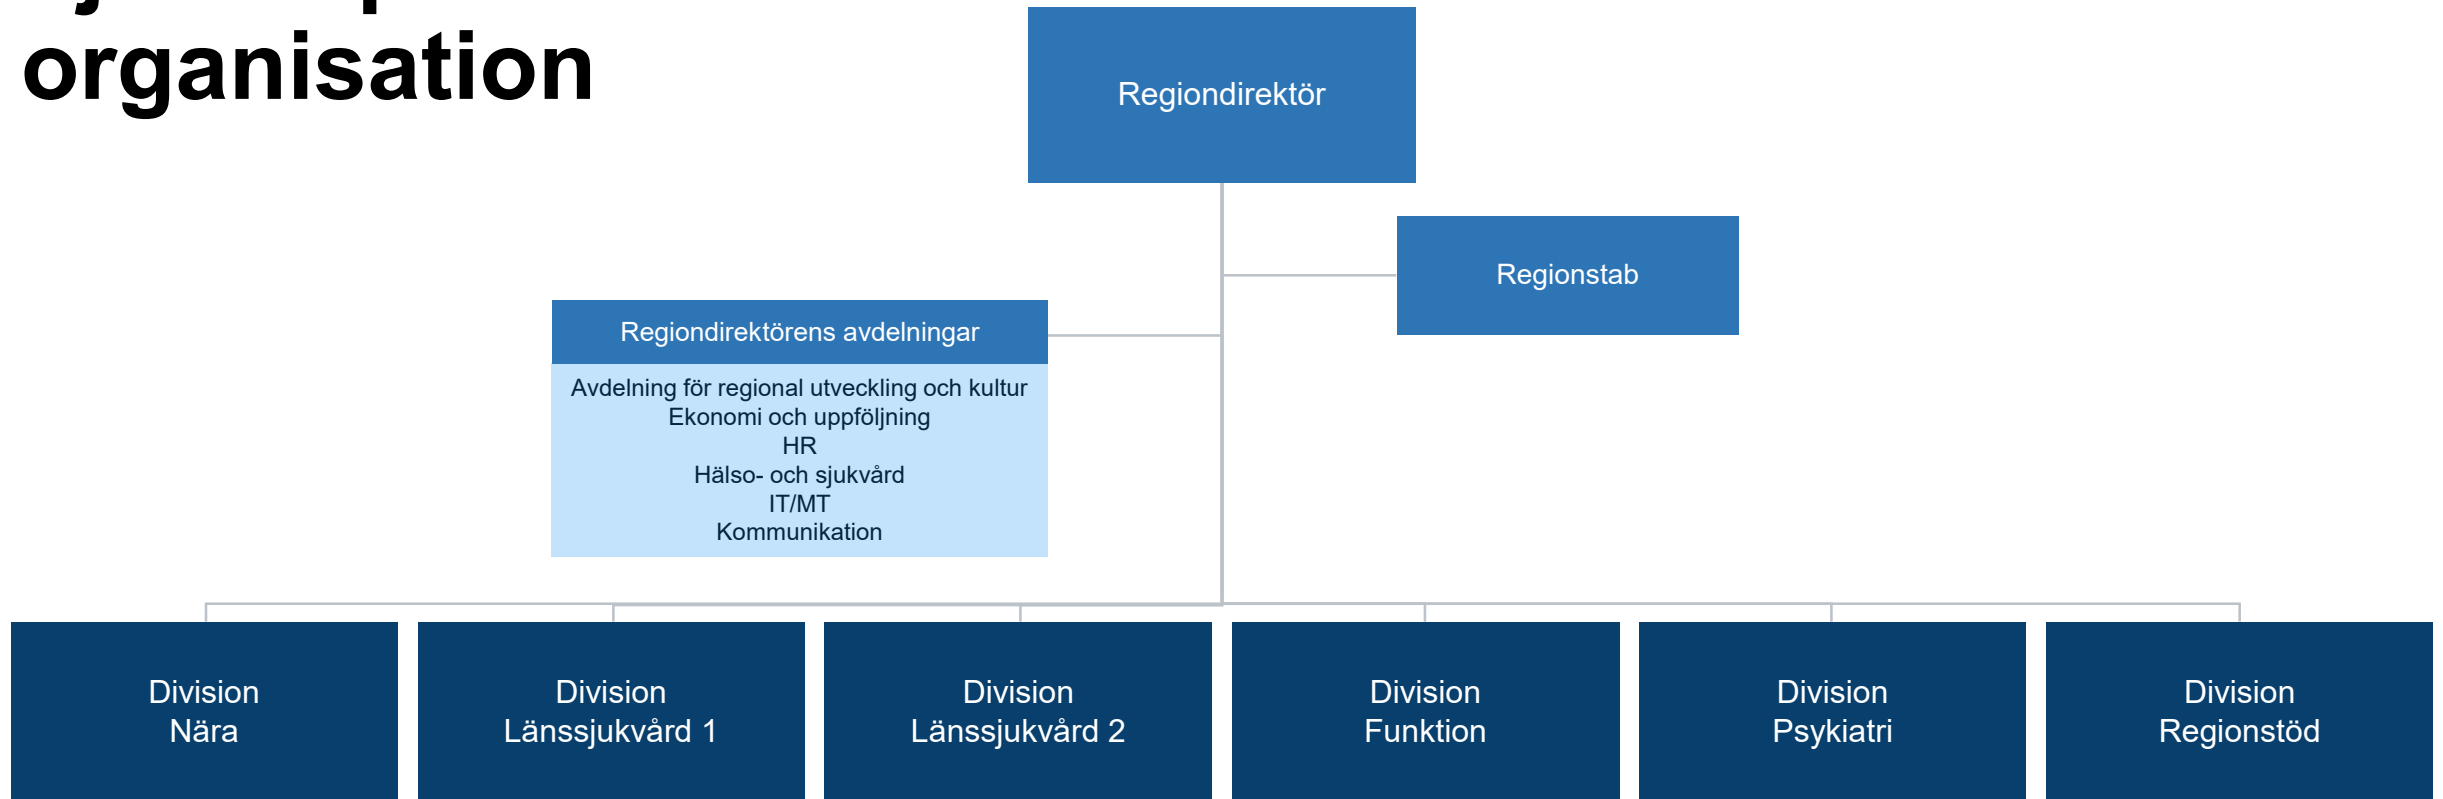 organisation
Regiondirektör
Regionstab
Regiondirektörens avdelningar
Avdelning för regional utveckling och kultur
Ekonomi och uppföljning
HR
Hälso- och sjukvård
IT/MT
Kommunikation
Division
Nära
Division
Länssjukvård 1
Division
Länssjukvård 2
Division
Funktion
Division
Psykiatri
Division
Regionstöd